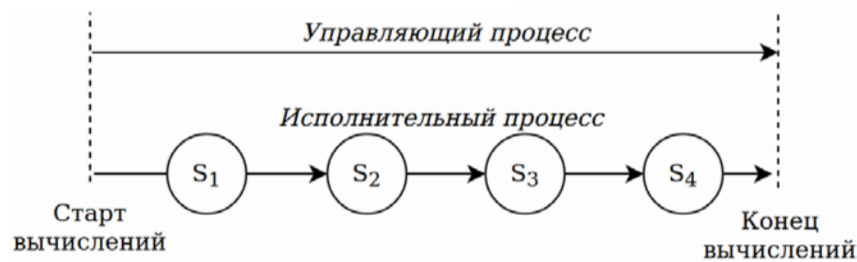 Управляющий процесс
Исполнительный процесс
S₁ S₂ S₃ S₄
Старт
вычислений
Конец
вычислений